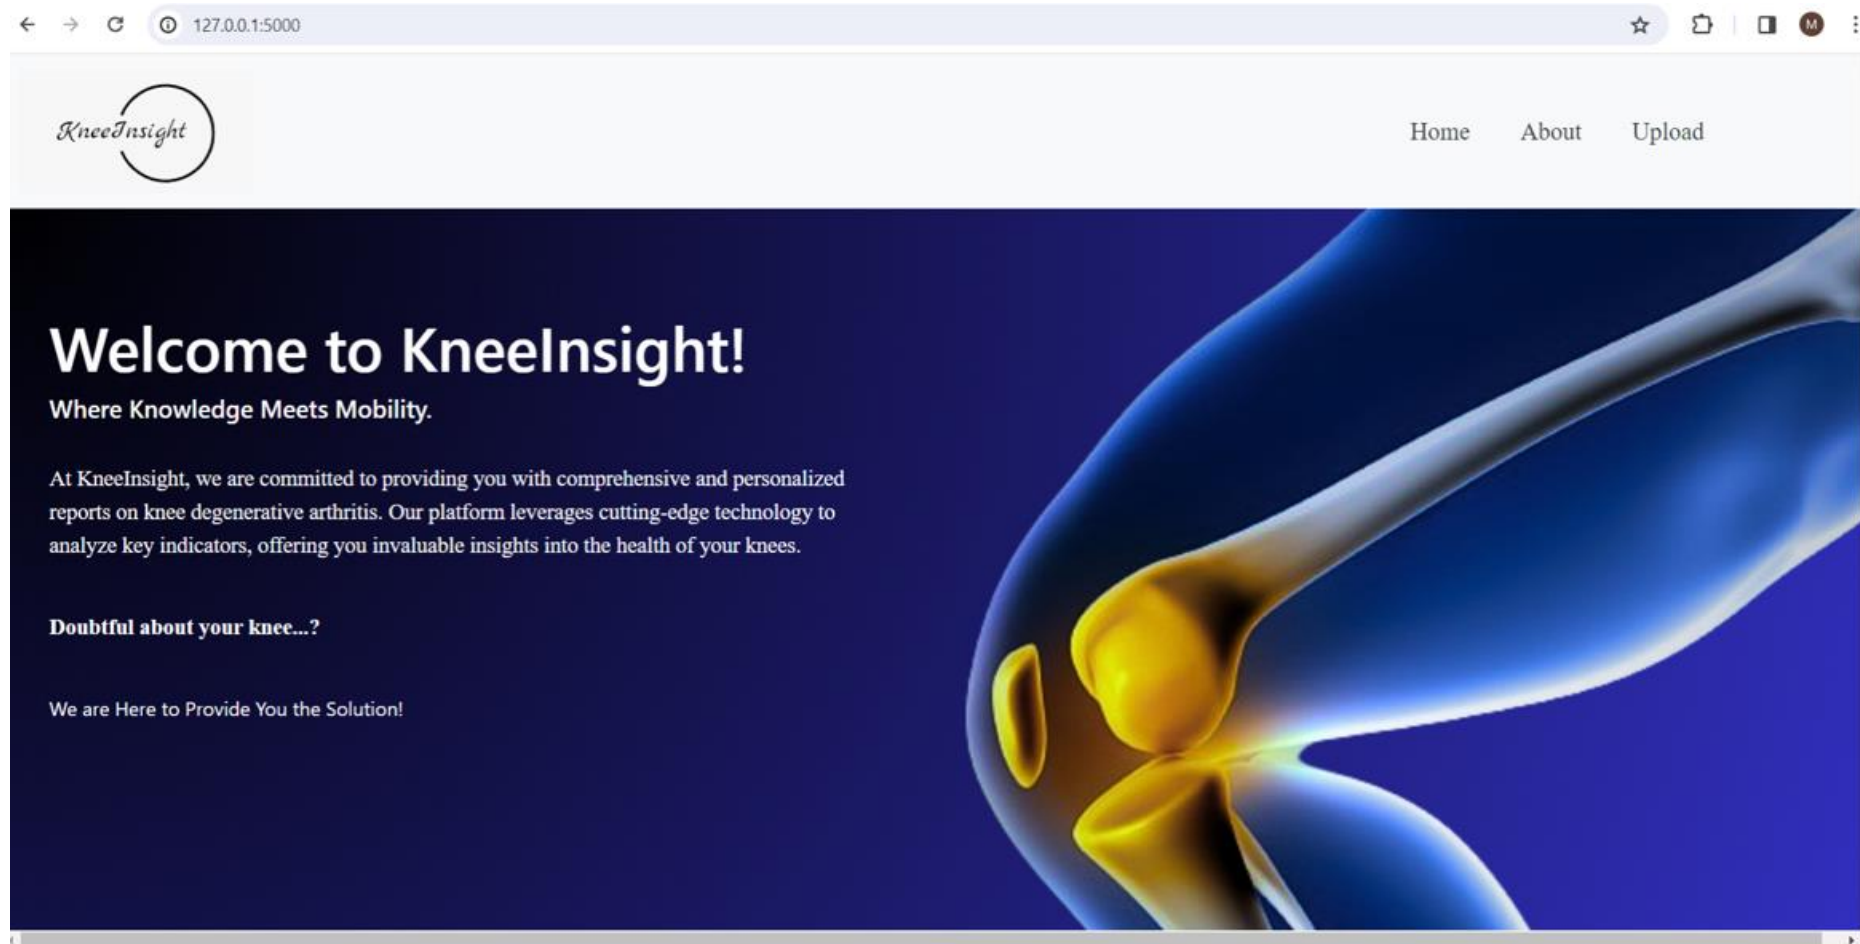 127.0.0.1:5000
M
KneeInsight
Home About Upload
Welcome to KneeInsight!
Where Knowledge Meets Mobility.
At KneeInsight, we are committed to providing you with comprehensive and personalized
reports on knee degenerative arthritis. Our platform leverages cutting-edge technology to
analyze key indicators, offering you invaluable insights into the health of your knees.
Doubtful about your knee...?
We are Here to Provide You the Solution!